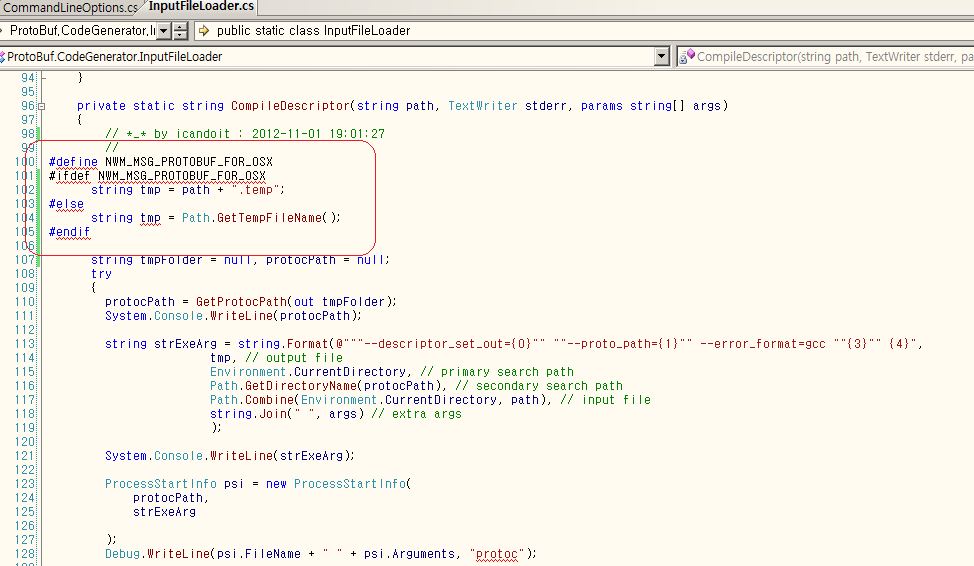 CommandLineOptions.cs InputFileLoader.cs
ProtoBuf.CodeGenerator.I public static class InputFileLoader
ProtoBuf.CodeGenerator.InputFileLoader CompileDescriptor(string path, TextWriter stderr, pa
94 }
95
96 private static string CompileDescriptor(string path, TextWriter stderr, params string[] args)
97 {
98 // *_* by icandoit : 2012-11-01 19:01:27
99 //
100 #define NWM_MSG_PROTOBUF_FOR_OSX
101 #ifdef NWM_MSG_PROTOBUF_FOR_OSX
102 string tmp = path + ".temp";
103 #else
104 string tmp = Path.GetTempFileName();
105 #endif
106
107 string tmpFolder = null, protocPath = null;
108 try
109 {
110 protocPath = GetProtocPath(out tmpFolder);
111 System.Console.WriteLine(protocPath);
112
113 string strExeArg = string.Format(@"""--descriptor_set_out={0}"" ""--proto_path={1}"" --error_format=gcc ""{3}"" {4}",
114 tmp, // output file
115 Environment.CurrentDirectory, // primary search path
116 Path.GetDirectoryName(protocPath), // secondary search path
117 Path.Combine(Environment.CurrentDirectory, path), // input file
118 string.Join(" ", args) // extra args
119 );
120
121 System.Console.WriteLine(strExeArg);
122
123 ProcessStartInfo psi = new ProcessStartInfo(
124 protocPath,
125 strExeArg
126
127 );
128 Debug.WriteLine(psi.FileName + " " + psi.Arguments, "protoc");